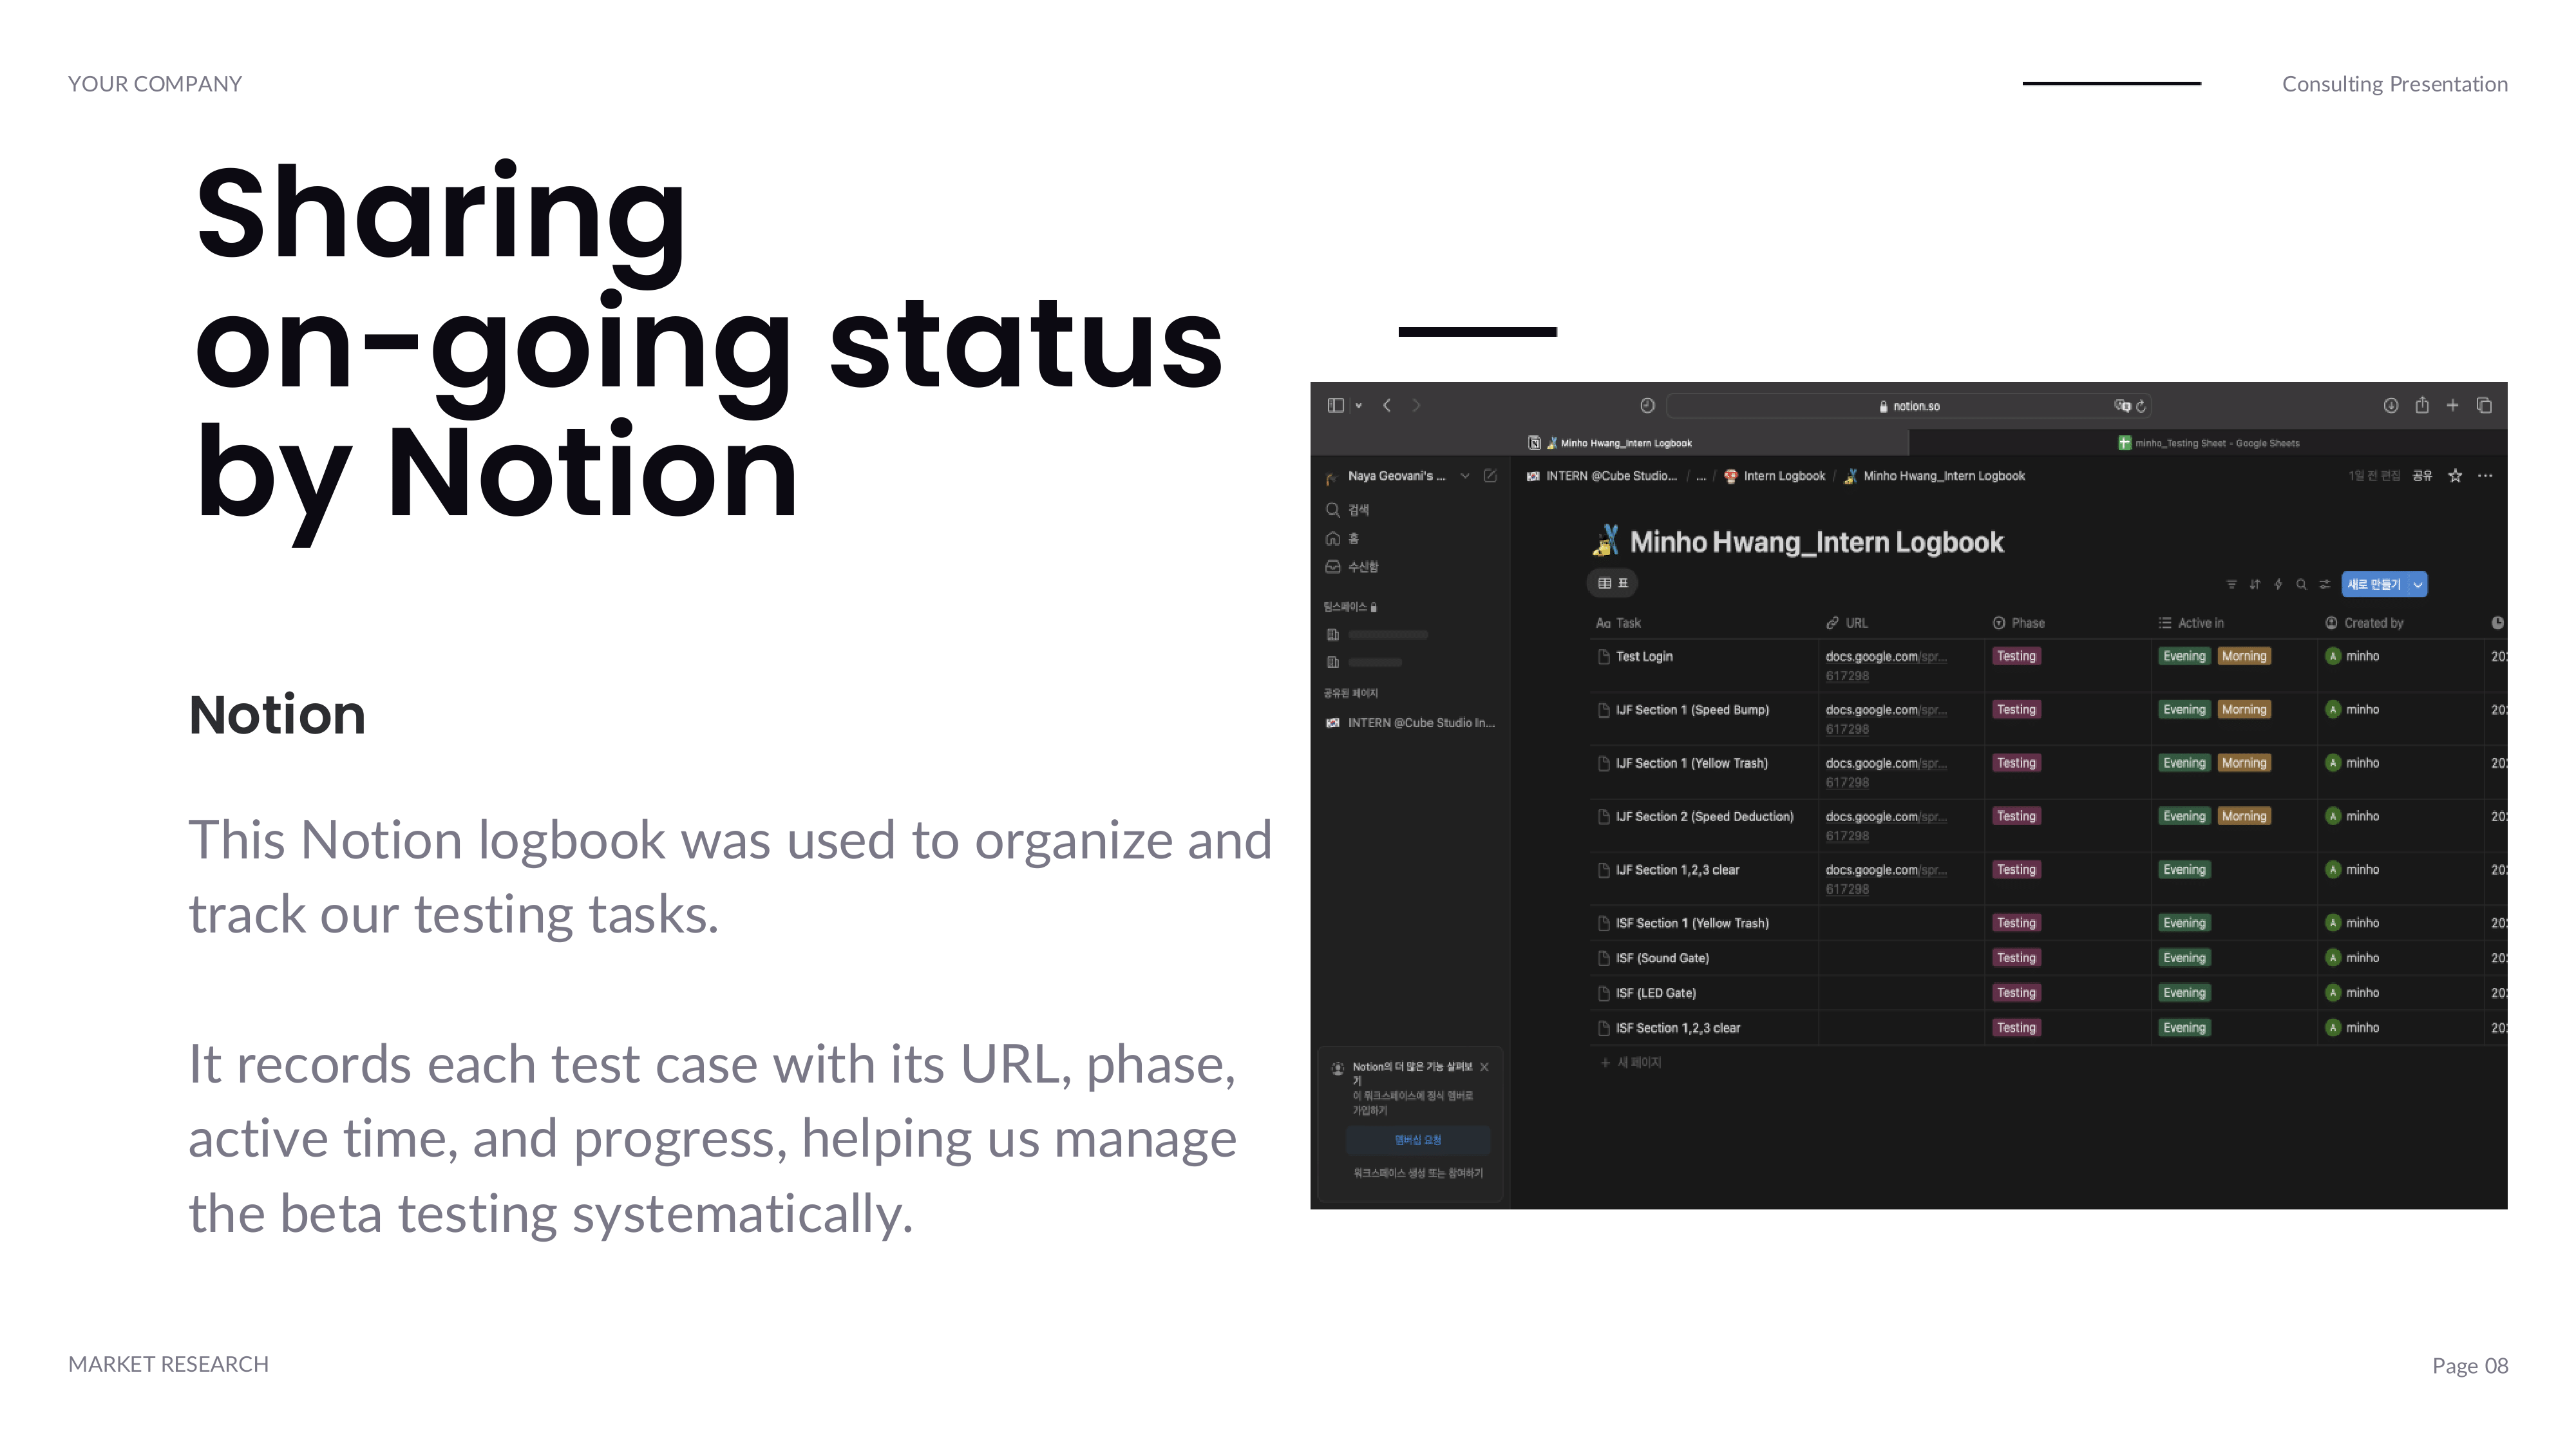 YOUR COMPANY
Consulting Presentation
Sharing
on-going status
by Notion
Notion
This Notion logbook was used to organize and
track our testing tasks.
It records each test case with its URL, phase,
active time, and progress, helping us manage
the beta testing systematically.
notion.so
Minho Hwang_Intern Logbook
minho_Testing Sheet - Google Sheets
Naya Geovani's ...
INTERN @Cube Studio... / ... / Intern Logbook / Minho Hwang_Intern Logbook
1일 전 편집 공유
검색
홈
수신함
팀스페이스
공유된 페이지
INTERN @Cube Studio In...
Minho Hwang_Intern Logbook
표
새로 만들기
Aa Task URL Phase Active in Created by
Test Login docs.google.com/spr... Testing Evening Morning A minho 20
617298
IJF Section 1 (Speed Bump) docs.google.com/spr... Testing Evening Morning A minho 20
617298
IJF Section 1 (Yellow Trash) docs.google.com/spr... Testing Evening Morning A minho 20
617298
IJF Section 2 (Speed Deduction) docs.google.com/spr... Testing Evening Morning A minho 20
617298
IJF Section 1,2,3 clear docs.google.com/spr... Testing Evening A minho 20
617298
ISF Section 1 (Yellow Trash) Testing Evening A minho 20
ISF (Sound Gate) Testing Evening A minho 20
ISF (LED Gate) Testing Evening A minho 20
ISF Section 1,2,3 clear Testing Evening A minho 20
+ 새 페이지
Notion의 더 많은 기능 살펴보
기
이 워크스페이스에 정식 멤버로
가입하기
멤버십 요청
워크스페이스 생성 또는 참여하기
MARKET RESEARCH
Page 08